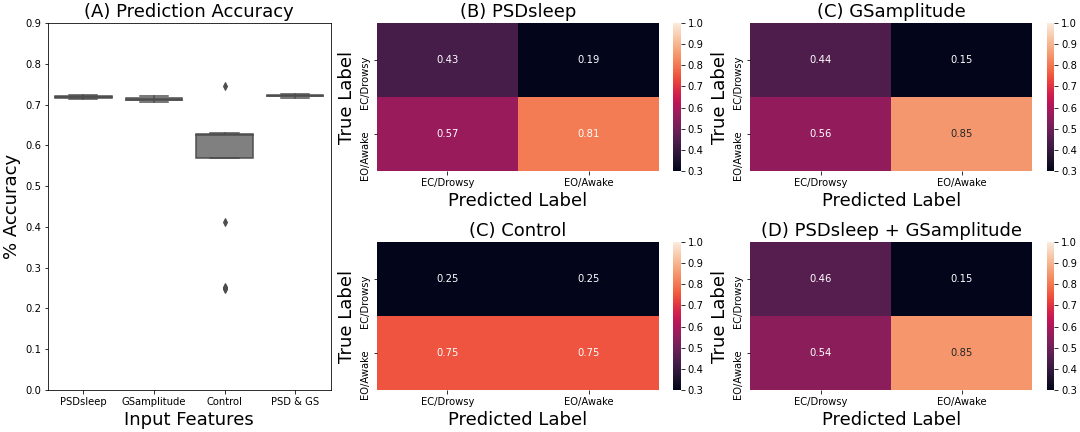 (A) Prediction Accuracy
% Accuracy
0.9
0.8
0.7
0.6
0.5
0.4
0.3
0.2
0.1
0.0
PSDsleep GSamplitude Control PSD & GS
Input Features
(B) PSDsleep
True Label
EC/Drowsy
EO/Awake
0.43 0.19
0.57 0.81
EC/Drowsy EO/Awake
Predicted Label
1.0
0.9
0.8
0.7
0.6
0.5
0.4
0.3
(C) GSamplitude
True Label
EC/Drowsy
EO/Awake
0.44 0.15
0.56 0.85
EC/Drowsy EO/Awake
Predicted Label
1.0
0.9
0.8
0.7
0.6
0.5
0.4
0.3
(C) Control
True Label
EC/Drowsy
EO/Awake
0.25 0.25
0.75 0.75
EC/Drowsy EO/Awake
Predicted Label
1.0
0.9
0.8
0.7
0.6
0.5
0.4
0.3
(D) PSDsleep + GSamplitude
True Label
EC/Drowsy
EO/Awake
0.46 0.15
0.54 0.85
EC/Drowsy EO/Awake
Predicted Label
1.0
0.9
0.8
0.7
0.6
0.5
0.4
0.3